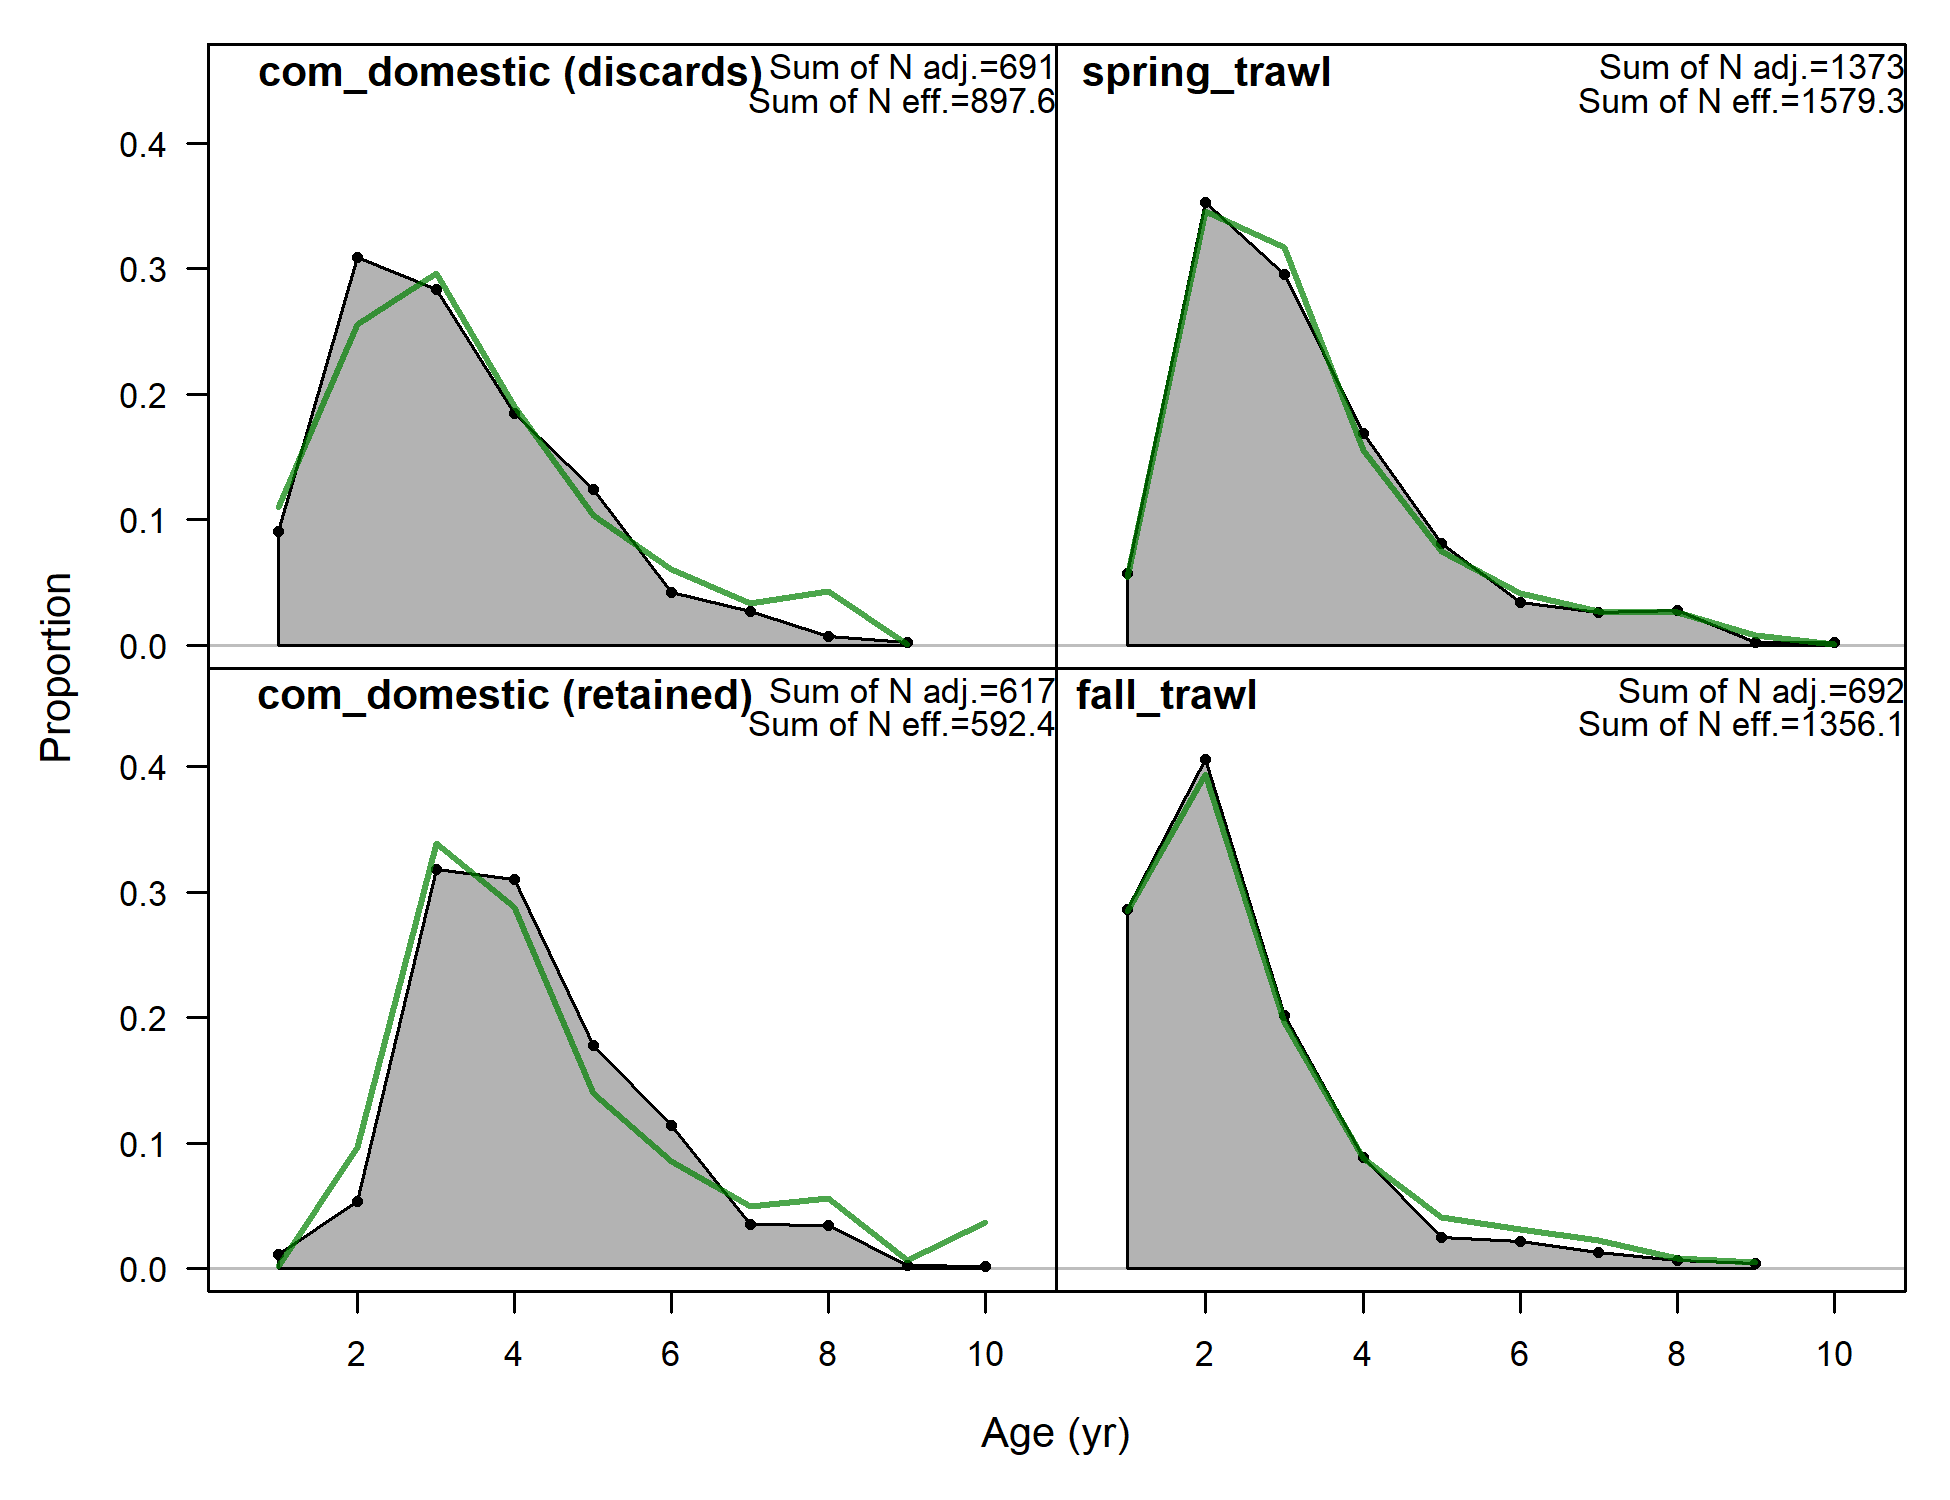 com_domestic (discards)
Sum of N adj.=691
Sum of N eff.=897.6
spring_trawl
Sum of N adj.=1373
Sum of N eff.=1579.3
0.4
0.3
0.2
0.1
0.0
com_domestic (retained)
Sum of N adj.=617
Sum of N eff.=592.4
fall_trawl
Sum of N adj.=692
Sum of N eff.=1356.1
0.4
0.3
0.2
0.1
0.0
Proportion
2 4 6 8 10
2 4 6 8 10
Age (yr)